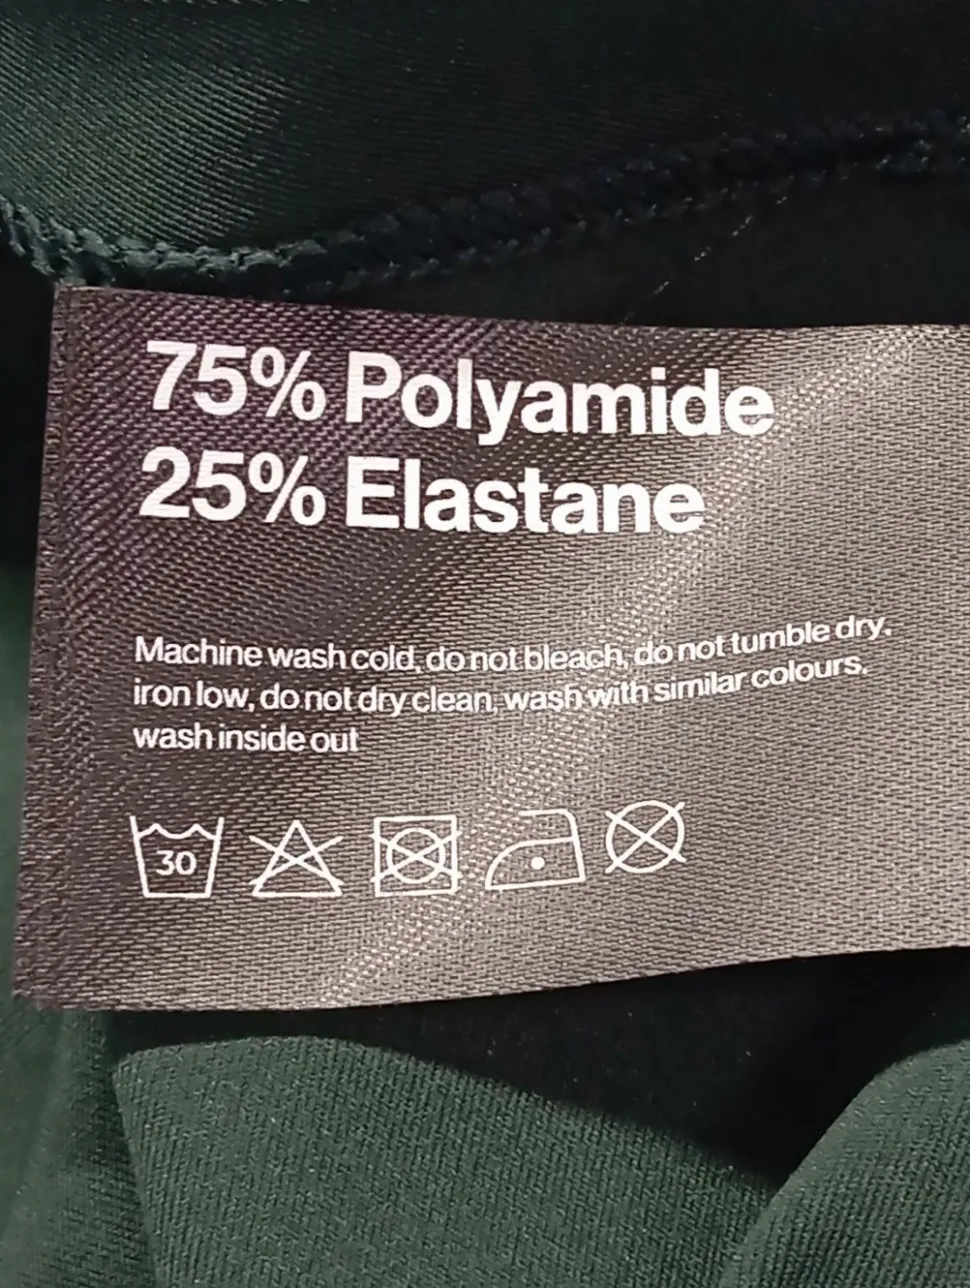 75% Polyamide
25% Elastane
Machine wash cold, do not bleach, do not tumble dry,
iron low, do not dry clean, wash with similar colours,
wash inside out
30